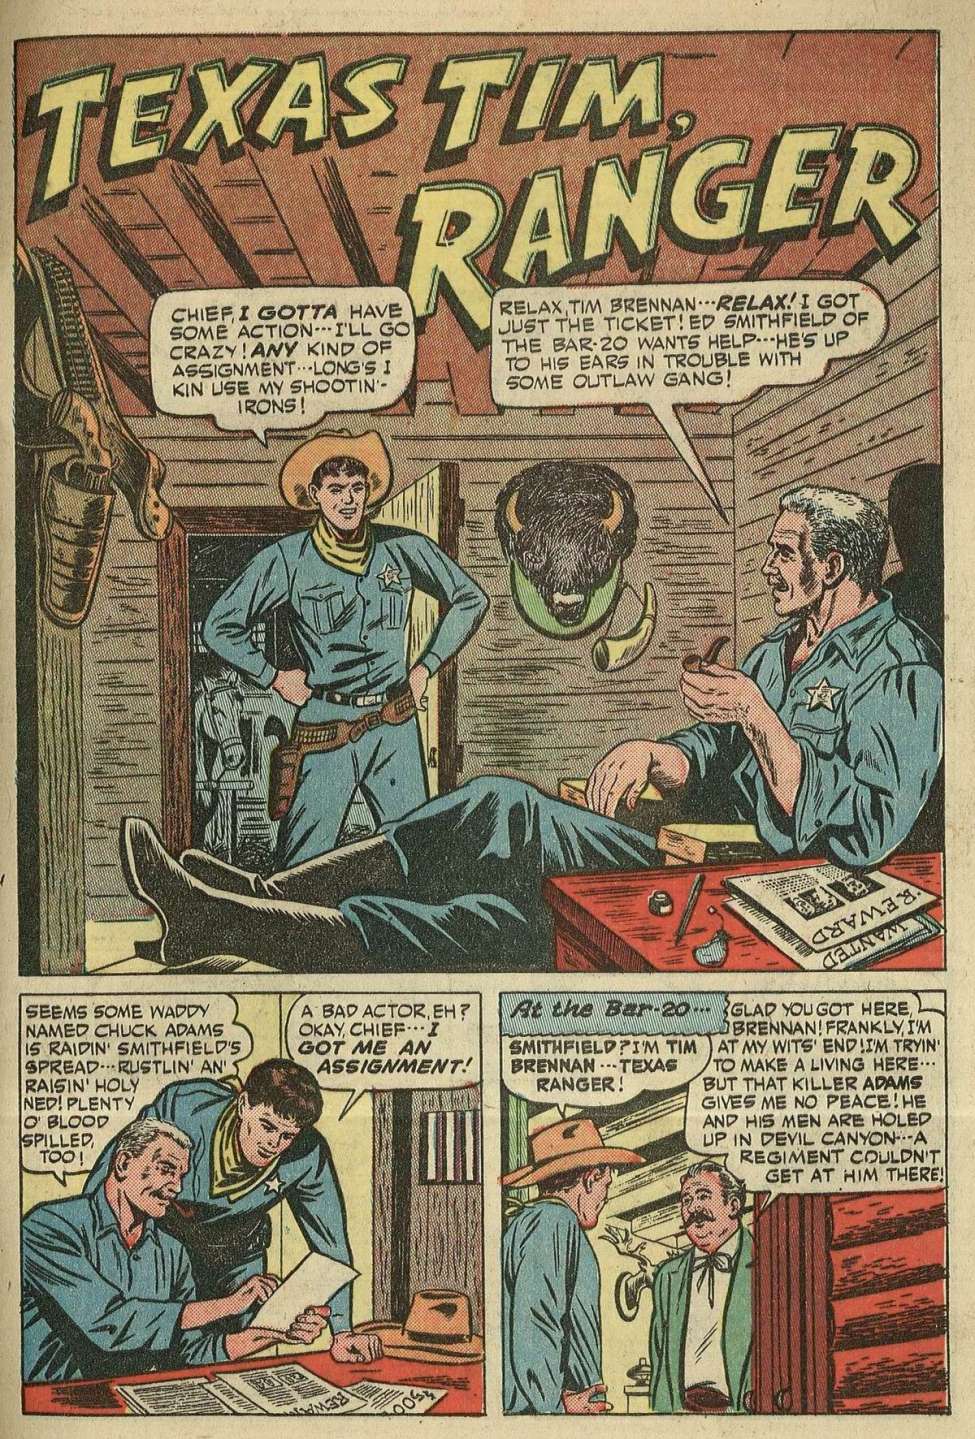 TEXAS TIM,
RANGER
CHIEF, I GOTTA HAVE
SOME ACTION---I'LL GO
CRAZY! ANY KIND OF
ASSIGNMENT---LONG'S I
KIN USE MY SHOOTIN'-
IRONS!
RELAX, TIM BRENNAN---RELAX! I GOT
JUST THE TICKET! ED SMITHFIELD OF
THE BAR-20 WANTS HELP---HE'S UP
TO HIS EARS IN TROUBLE WITH
SOME OUTLAW GANG!
REWARD
WANTED
SEEMS SOME WADDY
NAMED CHUCK ADAMS
IS RAIDIN' SMITHFIELD'S
SPREAD---RUSTLIN' AN'
RAISIN' HOLY
NED! PLENTY
O' BLOOD
SPILLED,
TOO!
A BAD ACTOR, EH?
OKAY, CHIEF---I
GOT ME AN
ASSIGNMENT!
REWAR
$500
At the Bar-20...
SMITHFIELD? I'M TIM
BRENNAN---TEXAS
RANGER!
GLAD YOU GOT HERE,
BRENNAN! FRANKLY, I'M
AT MY WITS' END! I'M TRYIN'
TO MAKE A LIVING HERE---
BUT THAT KILLER ADAMS
GIVES ME NO PEACE! HE
AND HIS MEN ARE HOLED
UP IN DEVIL CANYON---A
REGIMENT COULDN'T
GET AT HIM THERE!